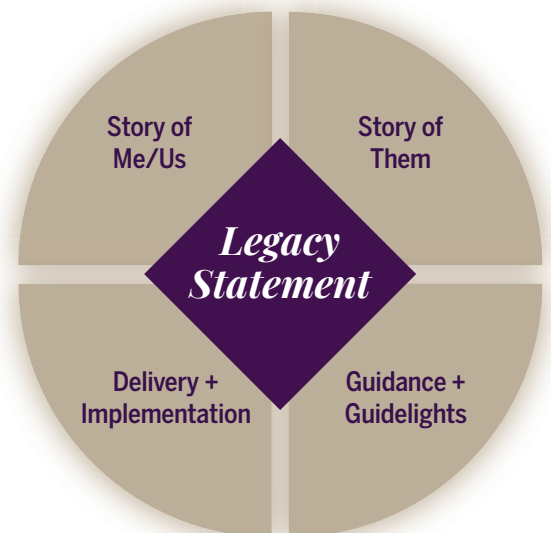 Story of
Me/Us
Story of
Them
Legacy
Statement
Delivery +
Implementation
Guidance +
Guidelights